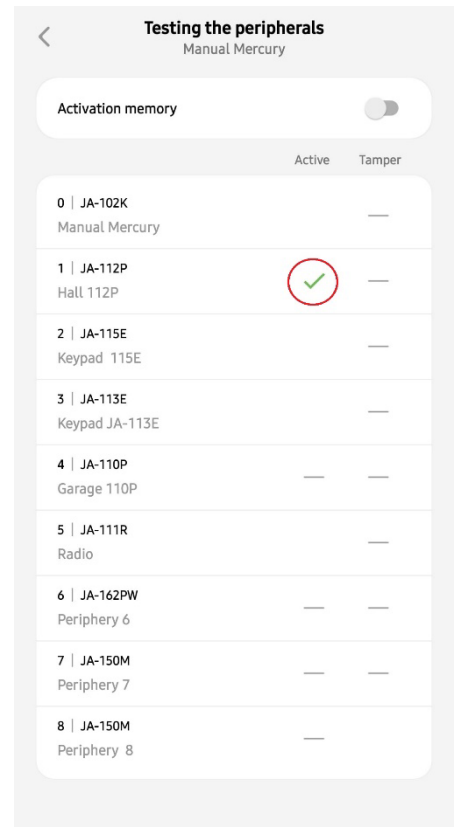 Testing the peripherals
Manual Mercury
Activation memory
Active Tamper
0 | JA-102K
Manual Mercury
—
1 | JA-112P
Hall 112P
—
2 | JA-115E
Keypad 115E
—
3 | JA-113E
Keypad JA-113E
—
4 | JA-110P
Garage 110P
— —
5 | JA-111R
Radio
—
6 | JA-162PW
Periphery 6
— —
7 | JA-150M
Periphery 7
— —
8 | JA-150M
Periphery 8
—